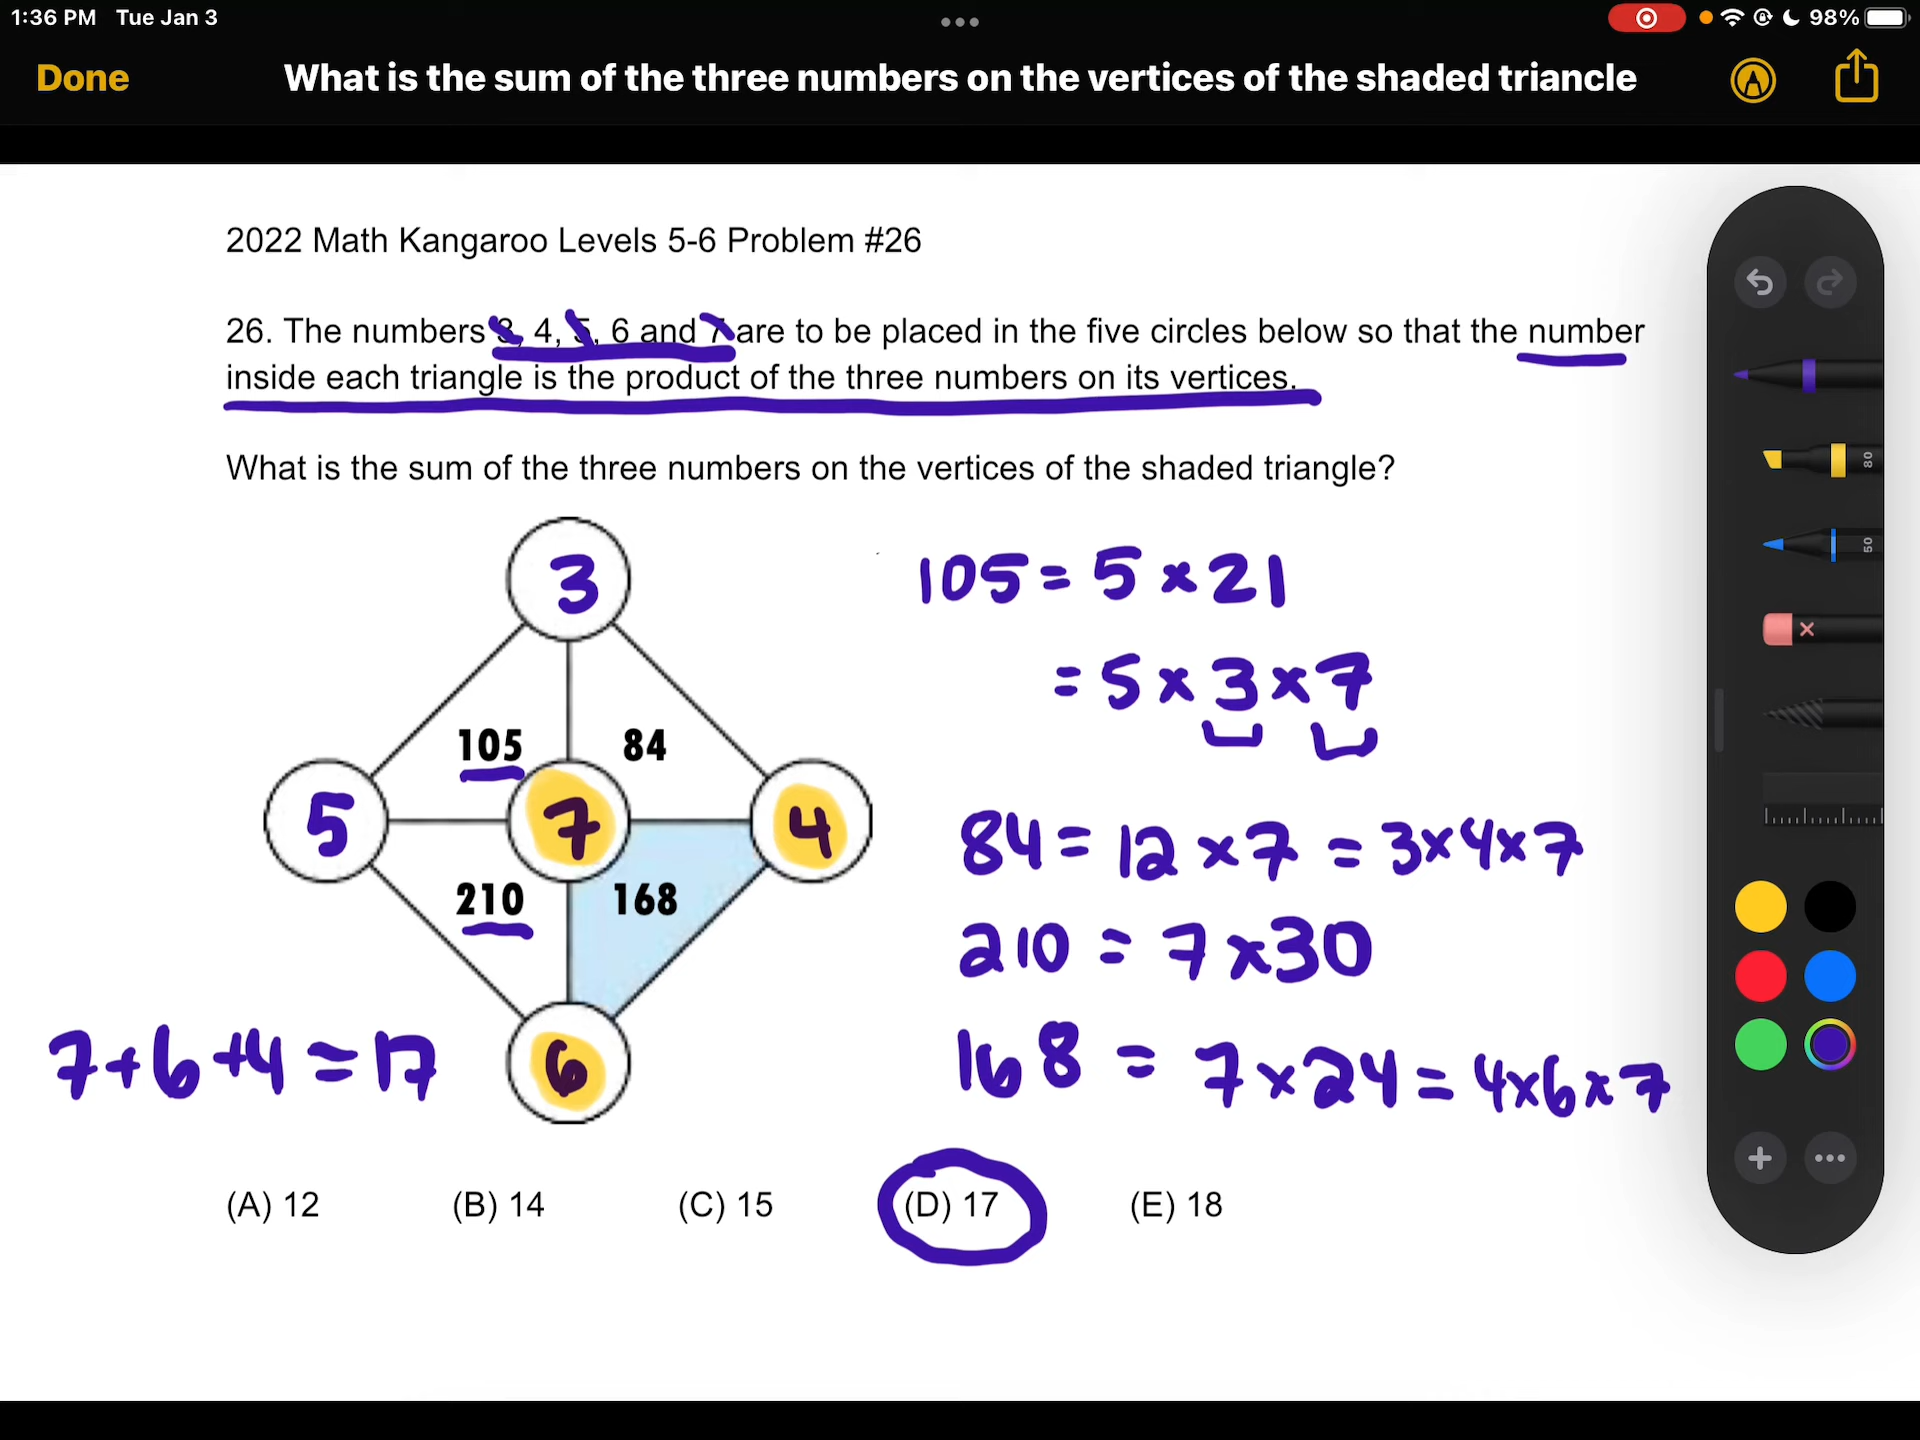 1:36 PM Tue Jan 3
98%
Done
What is the sum of the three numbers on the vertices of the shaded triancle
2022 Math Kangaroo Levels 5-6 Problem #26
26. The numbers 3, 4, 5, 6 and 7 are to be placed in the five circles below so that the number
inside each triangle is the product of the three numbers on its vertices.
What is the sum of the three numbers on the vertices of the shaded triangle?
3
105 84
5 7 4
210 168
6
7+6+4=17
105=5×21
=5×3×7
84=12×7=3×4×7
210=7×30
168=7×24=4×6×7
(A) 12 (B) 14 (C) 15 (D) 17 (E) 18
80
50